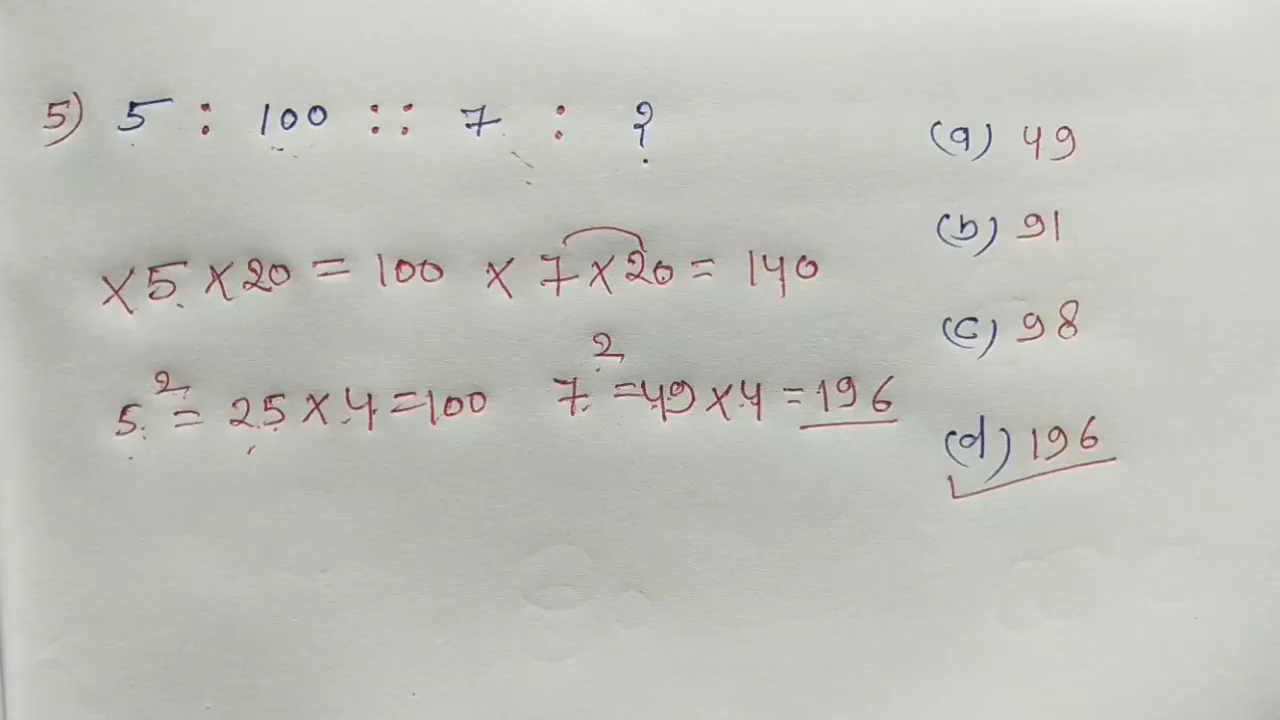 5) 5 : 100 :: 7 : ?
(a) 49
(b) 91
× 5 × 20 = 100 × 7 × 20 = 140
(c) 98
5² = 25 × 4 = 100 7² = 49 × 4 = 196
(d) 196